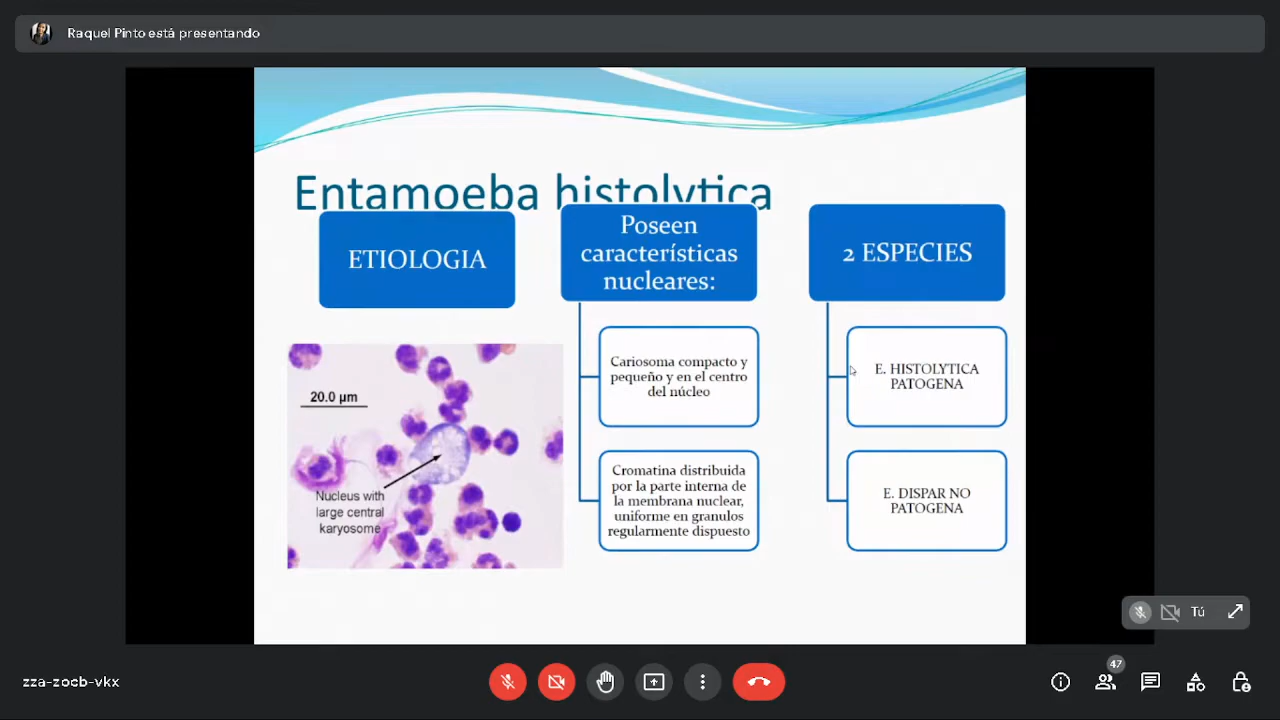 Raquel Pinto está presentando
Entamoeba histolytica
ETIOLOGIA
Poseen
características
nucleares:
2 ESPECIES
20.0 µm
Nucleus with
large central
karyosome
Cariosoma compacto y
pequeño y en el centro
del núcleo
Cromatina distribuida
por la parte interna de
la membrana nuclear,
uniforme en granulos
regularmente dispuesto
E. HISTOLYTICA
PATOGENA
E. DISPAR NO
PATOGENA
Tú
zza-zocb-vkx
47